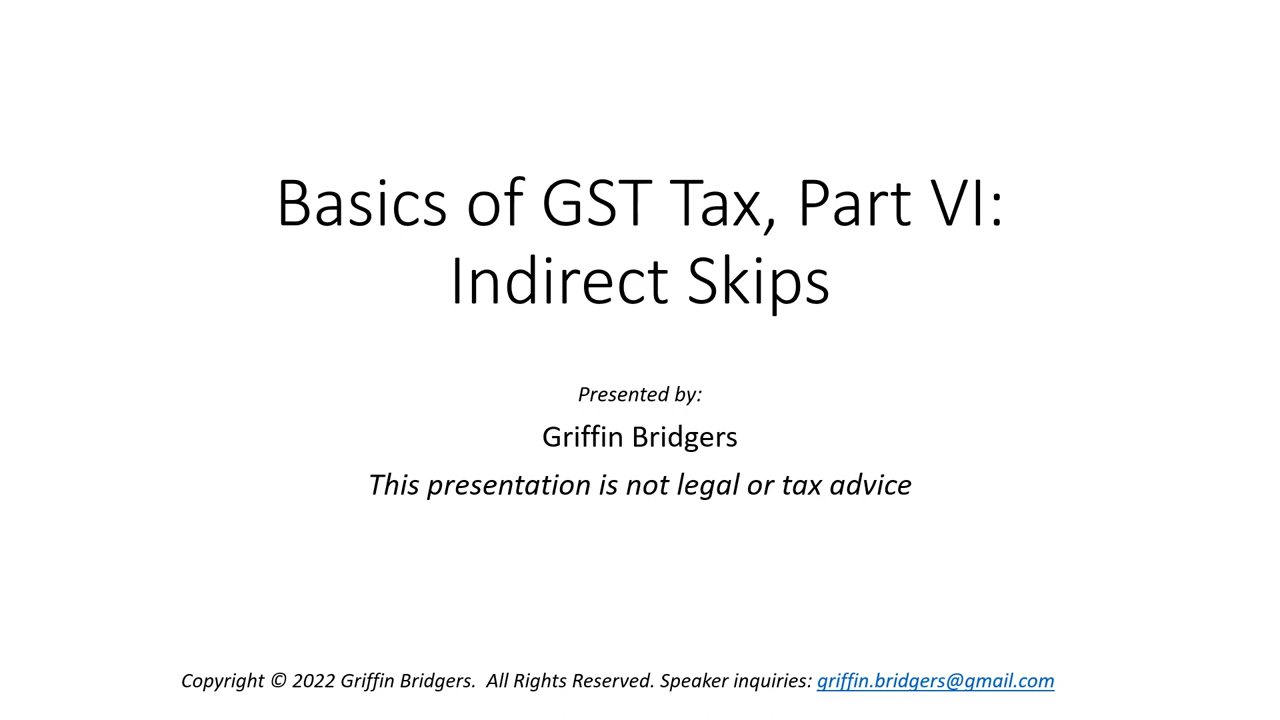 Basics of GST Tax, Part VI:
Indirect Skips
Presented by:
Griffin Bridgers
This presentation is not legal or tax advice
Copyright © 2022 Griffin Bridgers.  All Rights Reserved. Speaker inquiries: griffin.bridgers@gmail.com